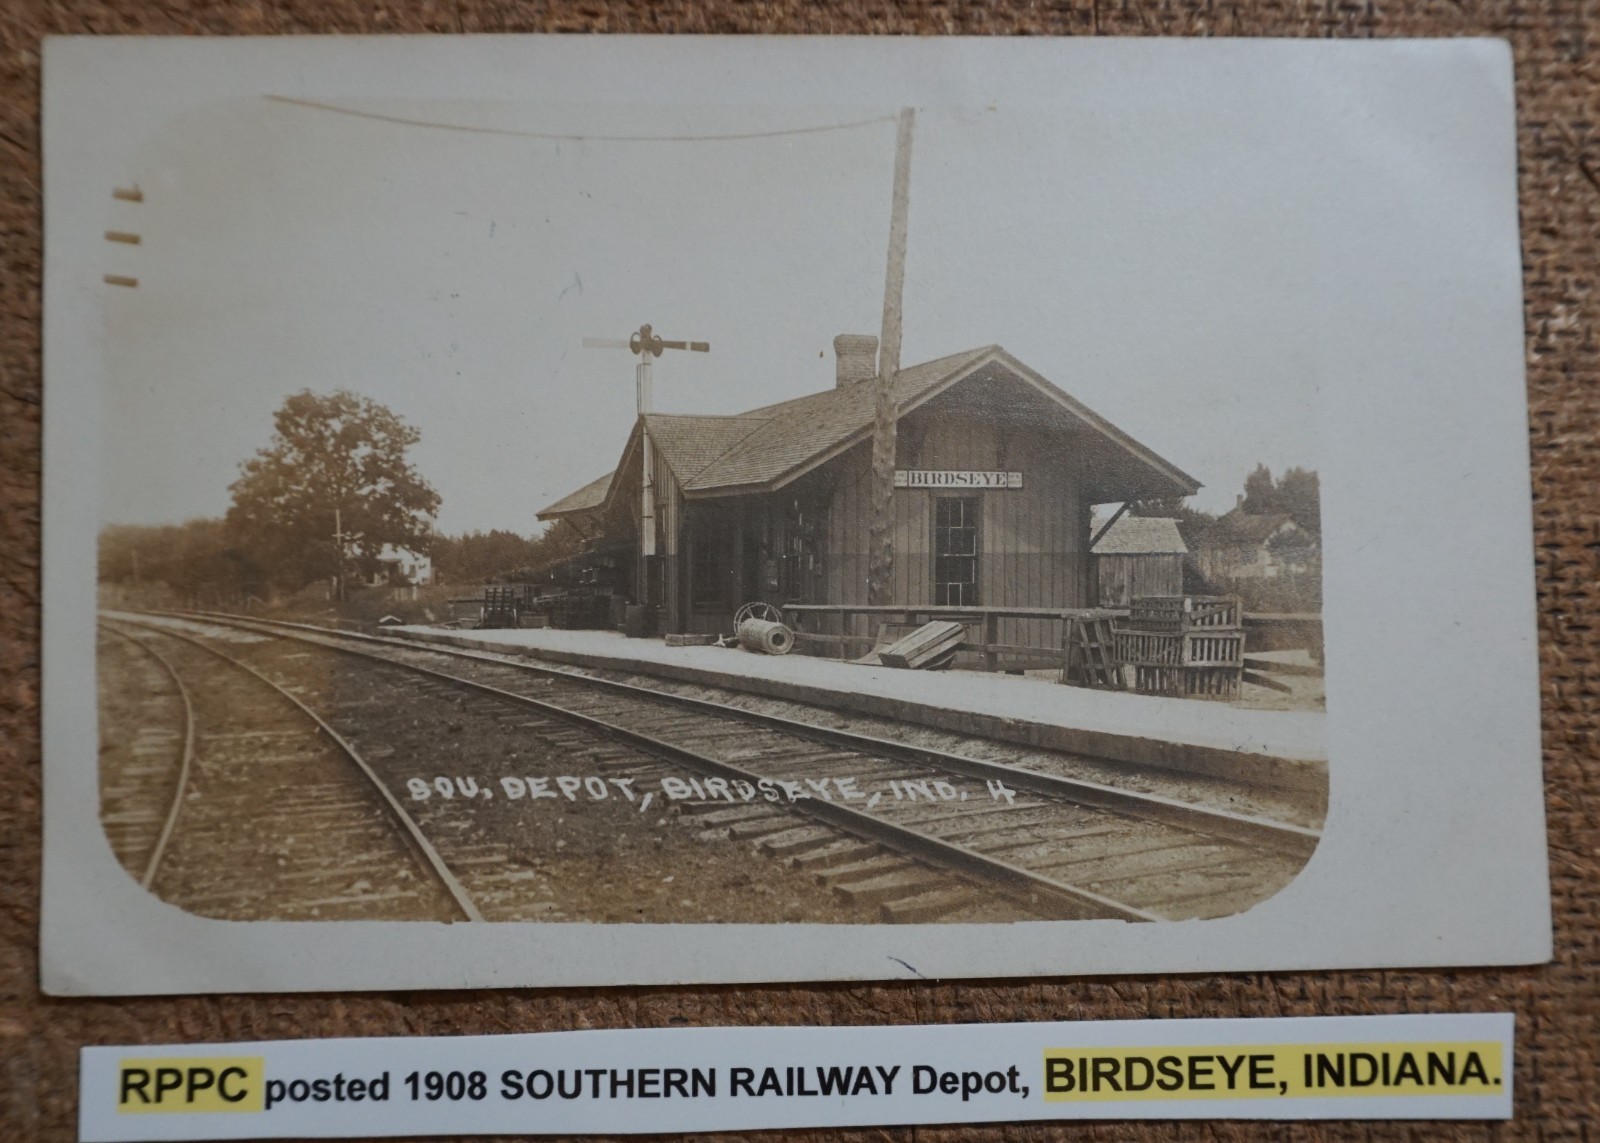 BIRDSEYE
SOU. DEPOT, BIRDSEYE, IND. 4
RPPC posted 1908 SOUTHERN RAILWAY Depot, BIRDSEYE, INDIANA.